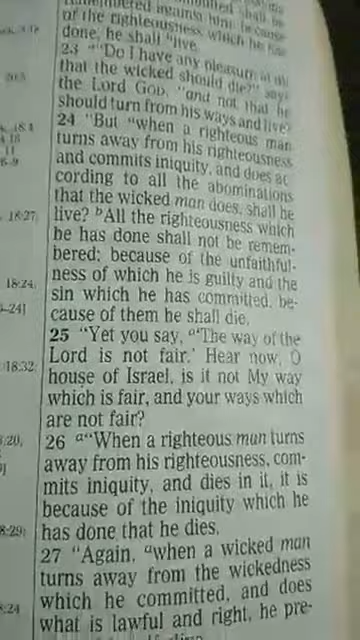 of the righteousness which he has
done, he shall ᵃlive.
23 ᵃ"Do I have any pleasure at all
that the wicked should die?" says
the Lord GOD, "and not that he
should turn from his ways and live?
24 "But ᵃwhen a righteous man
turns away from his righteousness
and commits iniquity, and does ac-
cording to all the abominations
that the wicked man does, shall he
live? ᵇAll the righteousness which
he has done shall not be remem-
bered; because of the unfaithful-
ness of which he is guilty and the
sin which he has committed, be-
cause of them he shall die.
25 "Yet you say, ᵃ'The way of the
Lord is not fair.' Hear now, O
house of Israel, is it not My way
which is fair, and your ways which
are not fair?
26 ᵃ"When a righteous man turns
away from his righteousness, com-
mits iniquity, and dies in it, it is
because of the iniquity which he
has done that he dies.
27 "Again, ᵃwhen a wicked man
turns away from the wickedness
which he committed, and does
what is lawful and right, he pre-
18:27;
18:24,
18:32;